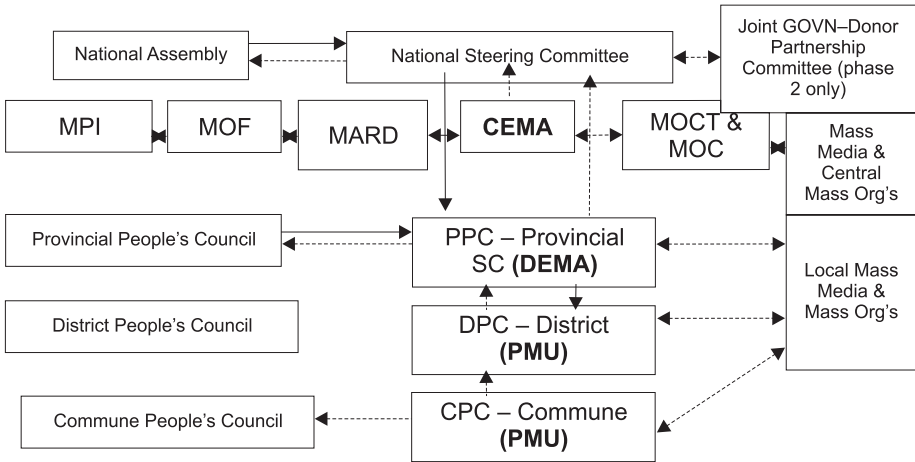 National Assembly
National Steering Committee
Joint GOVN–Donor
Partnership
Committee (phase
2 only)
MPI
MOF
MARD
CEMA
MOCT &
MOC
Mass
Media &
Central
Mass Org's
Provincial People's Council
PPC – Provincial
SC (DEMA)
Local Mass
Media &
Mass Org's
District People's Council
DPC – District
(PMU)
Commune People's Council
CPC – Commune
(PMU)